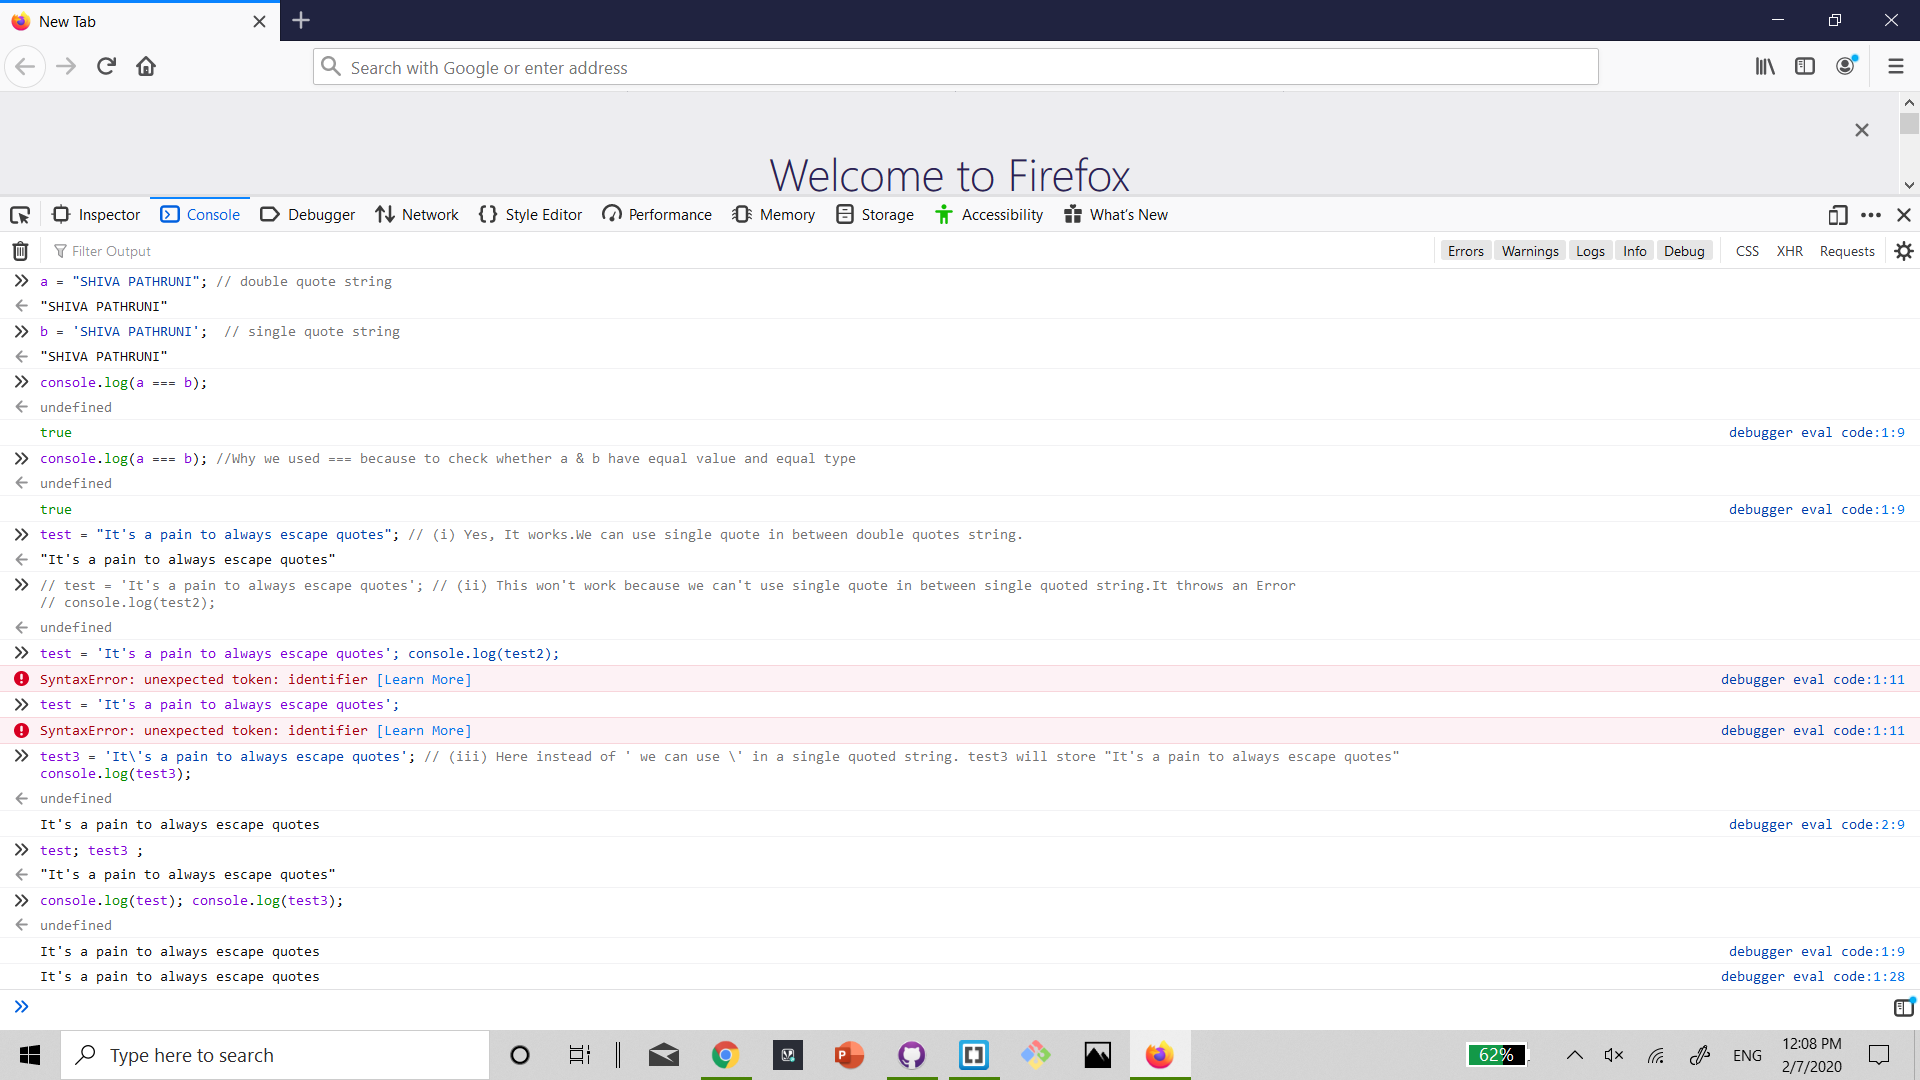 New Tab
Search with Google or enter address
Welcome to Firefox
Inspector Console Debugger Network Style Editor Performance Memory Storage Accessibility What's New
Filter Output Errors Warnings Logs Info Debug CSS XHR Requests
a = "SHIVA PATHRUNI"; // double quote string
"SHIVA PATHRUNI"
b = 'SHIVA PATHRUNI';  // single quote string
"SHIVA PATHRUNI"
console.log(a === b);
undefined
true debugger eval code:1:9
console.log(a === b); //Why we used === because to check whether a & b have equal value and equal type
undefined
true debugger eval code:1:9
test = "It's a pain to always escape quotes"; // (i) Yes, It works.We can use single quote in between double quotes string.
"It's a pain to always escape quotes"
// test = 'It's a pain to always escape quotes'; // (ii) This won't work because we can't use single quote in between single quoted string.It throws an Error
// console.log(test2);
undefined
test = 'It's a pain to always escape quotes'; console.log(test2);
SyntaxError: unexpected token: identifier [Learn More] debugger eval code:1:11
test = 'It's a pain to always escape quotes';
SyntaxError: unexpected token: identifier [Learn More] debugger eval code:1:11
test3 = 'It\'s a pain to always escape quotes'; // (iii) Here instead of ' we can use \' in a single quoted string. test3 will store "It's a pain to always escape quotes"
console.log(test3);
undefined
It's a pain to always escape quotes debugger eval code:2:9
test; test3 ;
"It's a pain to always escape quotes"
console.log(test); console.log(test3);
undefined
It's a pain to always escape quotes debugger eval code:1:9
It's a pain to always escape quotes debugger eval code:1:28
Type here to search 62% ENG 12:08 PM
2/7/2020